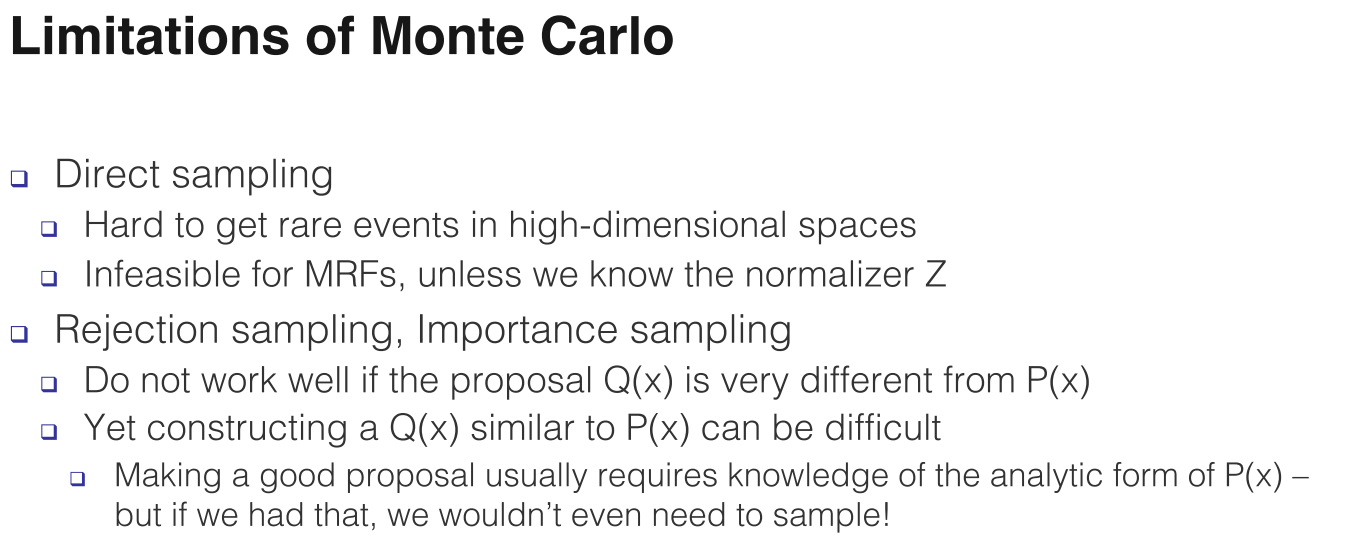 Limitations of Monte Carlo
❑ Direct sampling
❑ Hard to get rare events in high-dimensional spaces
❑ Infeasible for MRFs, unless we know the normalizer Z
❑ Rejection sampling, Importance sampling
❑ Do not work well if the proposal Q(x) is very different from P(x)
❑ Yet constructing a Q(x) similar to P(x) can be difficult
❑ Making a good proposal usually requires knowledge of the analytic form of P(x) –
but if we had that, we wouldn’t even need to sample!